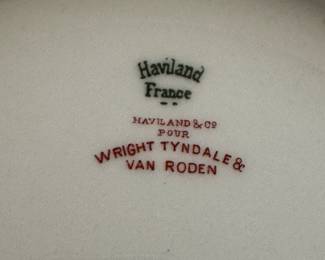 Haviland
France
HAVILAND & Co
POUR
WRIGHT TYNDALE &
VAN RODEN